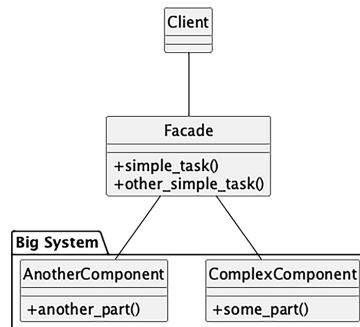 Client
Facade
+simple_task()
+other_simple_task()
Big System
AnotherComponent
+another_part()
ComplexComponent
+some_part()